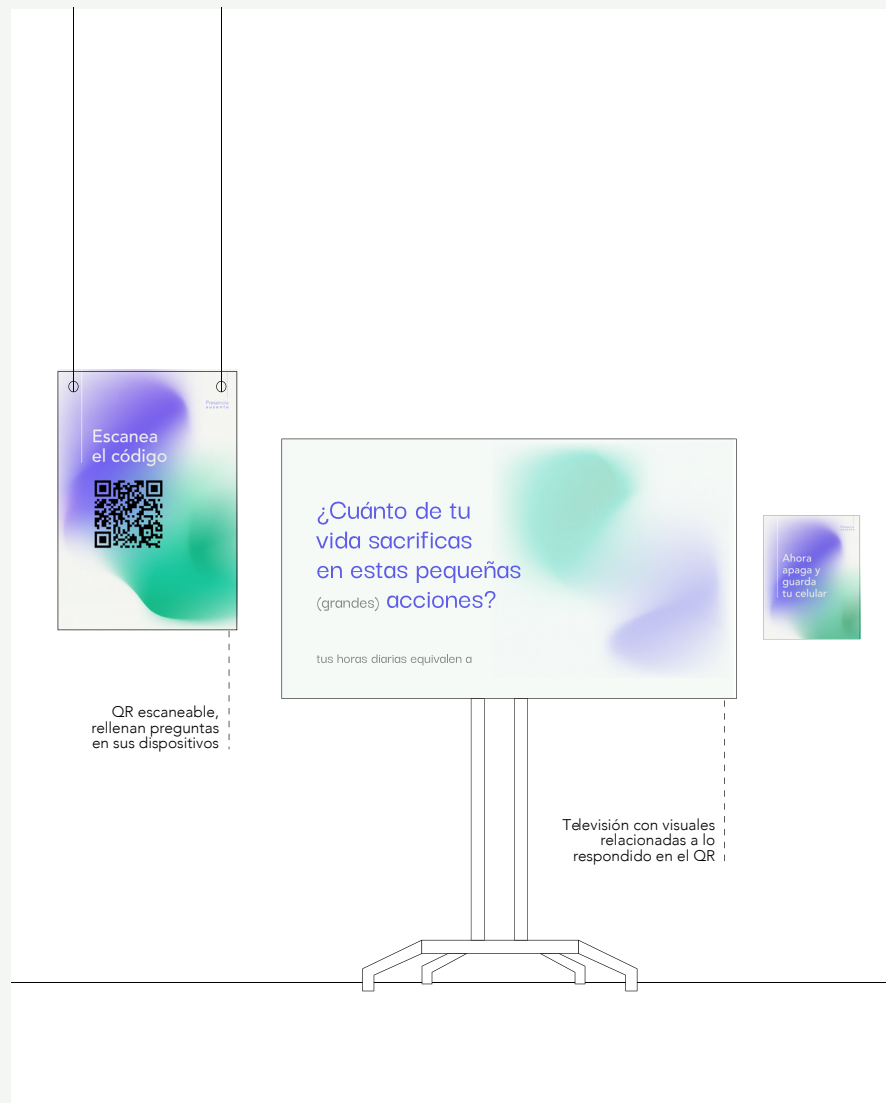 Presencia
ausente
Escanea
el código
¿Cuánto de tu
vida sacrificas
en estas pequeñas
(grandes) acciones?
tus horas diarias equivalen a
Ahora
apaga y
guarda
tu celular
QR escaneable,
rellenan preguntas
en sus dispositivos
Televisión con visuales
relacionadas a lo
respondido en el QR